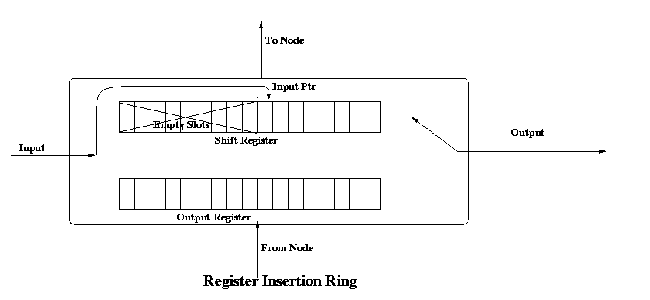 To Node
Input Ptr
Empty Slots
Shift Register
Input
Output
Output Register
From Node
Register Insertion Ring